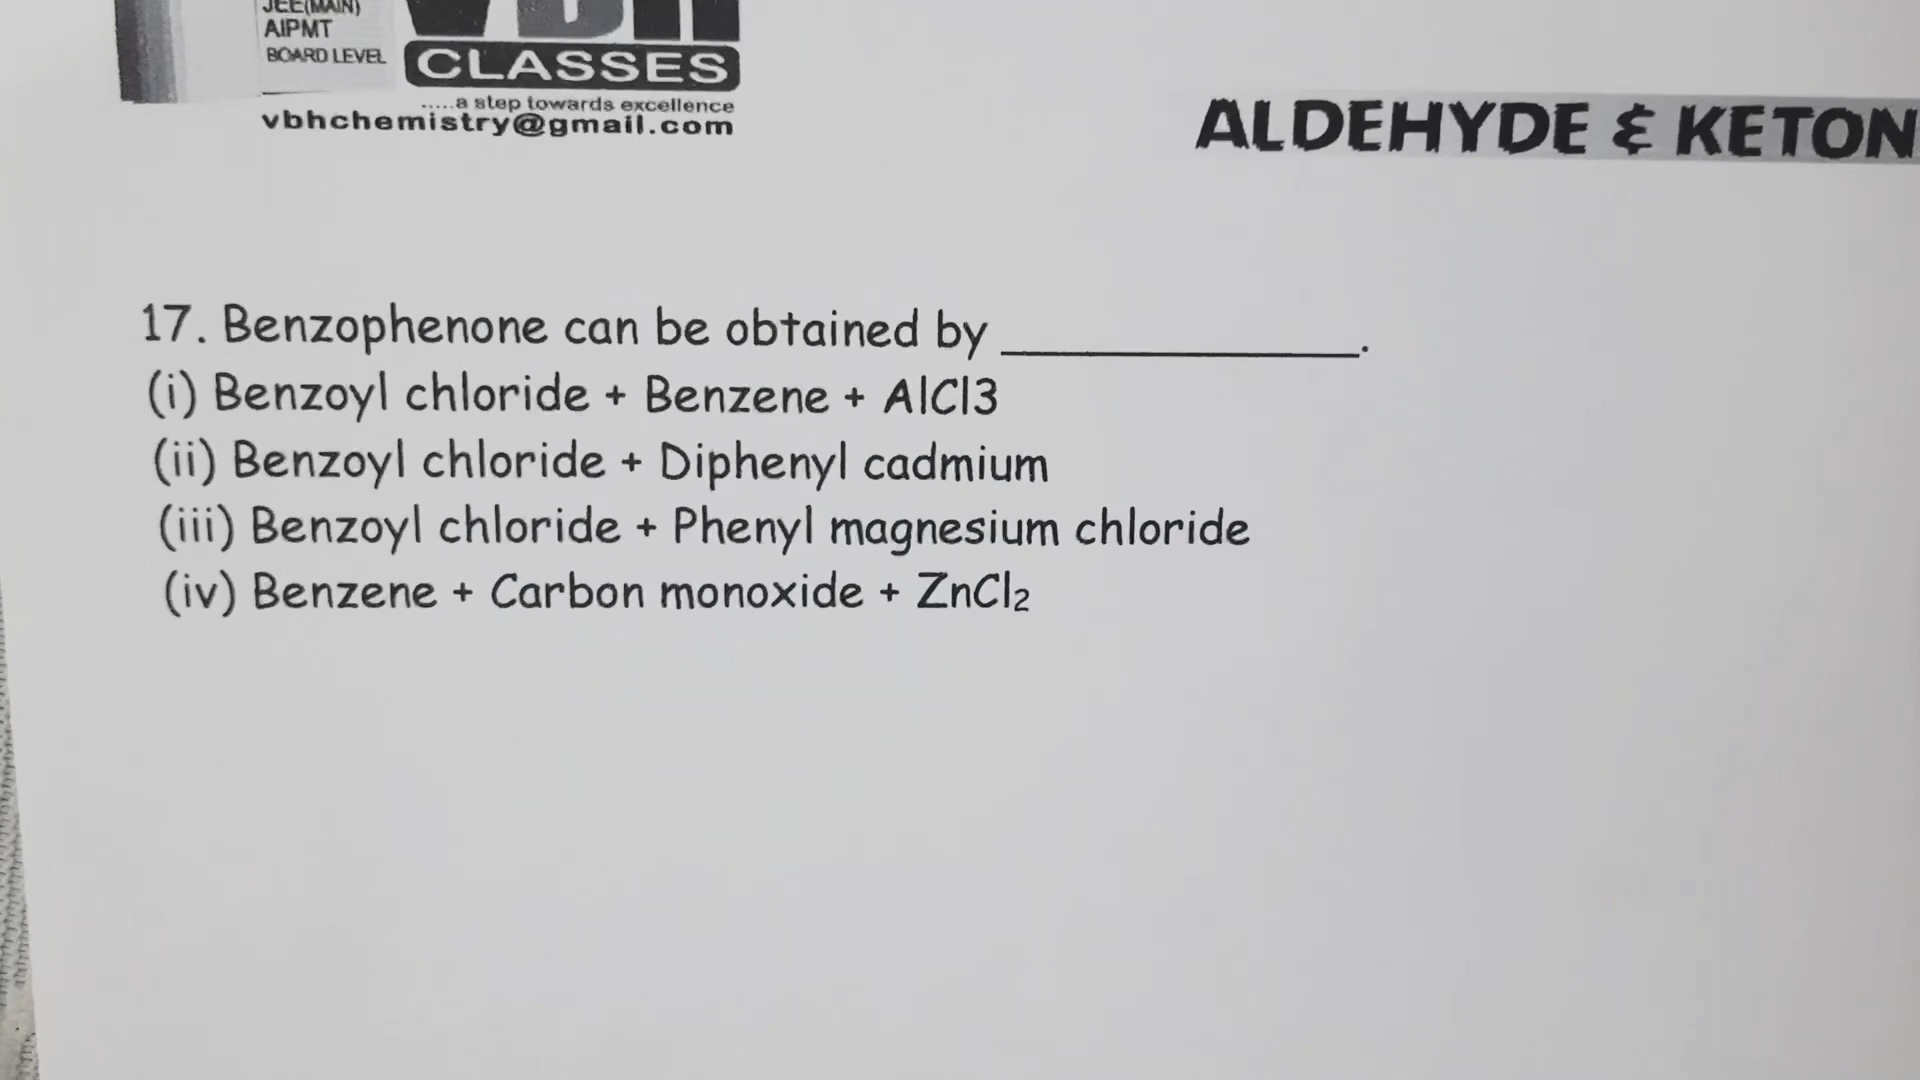 JEE(MAIN)
AIPMT
BOARD LEVEL
VBH
CLASSES
.....a step towards excellence
vbhchemistry@gmail.com
ALDEHYDE & KETON
17. Benzophenone can be obtained by ____________.
(i) Benzoyl chloride + Benzene + AlCl3
(ii) Benzoyl chloride + Diphenyl cadmium
(iii) Benzoyl chloride + Phenyl magnesium chloride
(iv) Benzene + Carbon monoxide + ZnCl₂